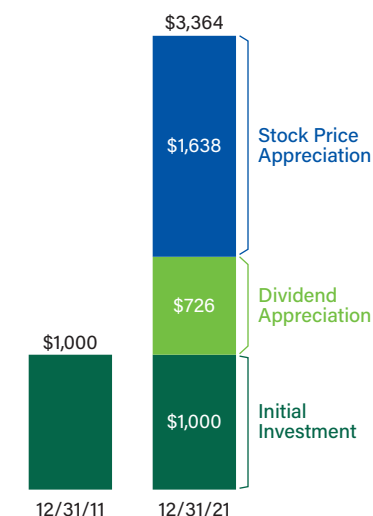 $3,364
$1,638
Stock Price
Appreciation
$726
Dividend
Appreciation
$1,000
$1,000
Initial
Investment
12/31/11
12/31/21